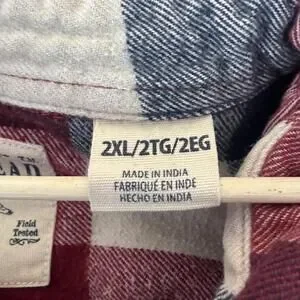 2XL/2TG/2EG
MADE IN INDIA
FABRIQUÉ EN INDE
HECHO EN INDIA
Field
Tested